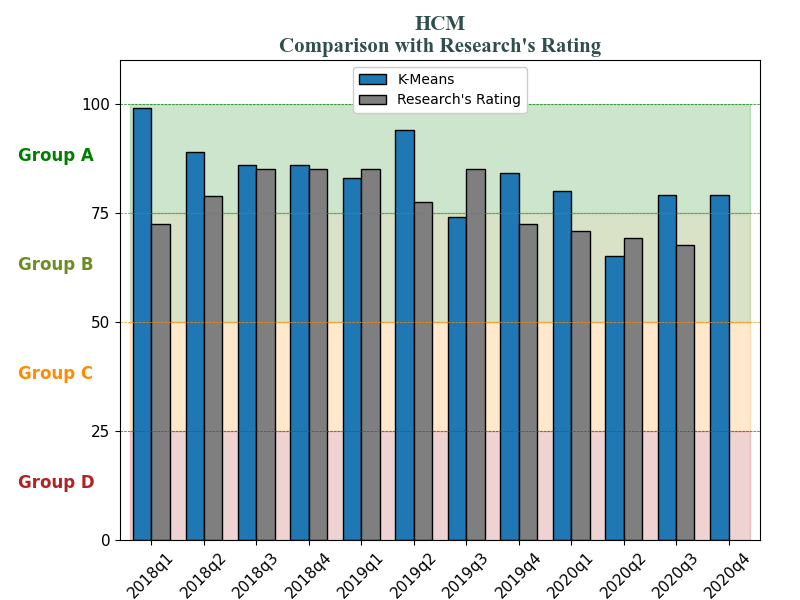 HCM
Comparison with Research's Rating
K-Means
Research's Rating
100
Group A
75
Group B
50
Group C
25
Group D
0
2018q1
2018q2
2018q3
2018q4
2019q1
2019q2
2019q3
2019q4
2020q1
2020q2
2020q3
2020q4